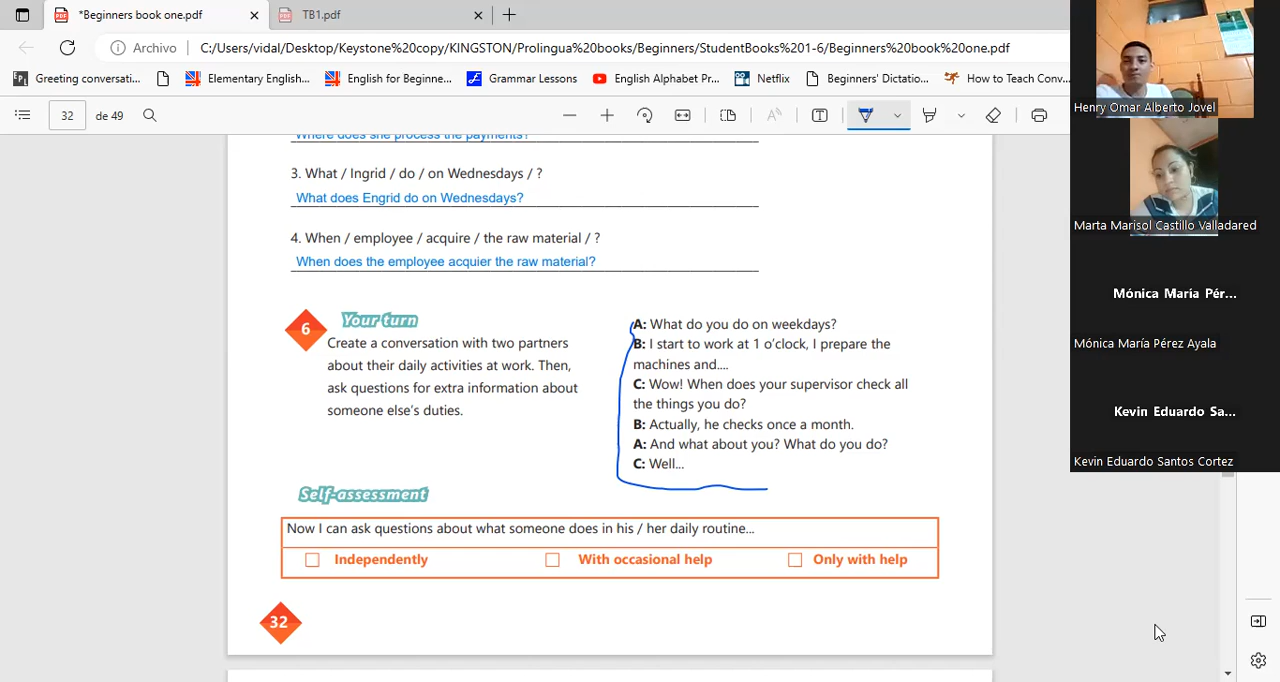 *Beginners book one.pdf
TB1.pdf
Archivo
C:/Users/vidal/Desktop/Keystone%20copy/KINGSTON/Prolingua%20books/Beginners/StudentBooks%201-6/Beginners%20book%20one.pdf
Greeting conversati...
Elementary English...
English for Beginne...
Grammar Lessons
English Alphabet Pr...
Netflix
Beginners' Dictatio...
How to Teach Conv...
32 de 49
Where does she process the payments?
3. What / Ingrid / do / on Wednesdays / ?
What does Engrid do on Wednesdays?
4. When / employee / acquire / the raw material / ?
When does the employee acquier the raw material?
6
Your turn
Create a conversation with two partners
about their daily activities at work. Then,
ask questions for extra information about
someone else's duties.
A: What do you do on weekdays?
B: I start to work at 1 o'clock, I prepare the
machines and....
C: Wow! When does your supervisor check all
the things you do?
B: Actually, he checks once a month.
A: And what about you? What do you do?
C: Well...
Self-assessment
Now I can ask questions about what someone does in his / her daily routine...
Independently
With occasional help
Only with help
32
Henry Omar Alberto Jovel
Marta Marisol Castillo Valladared
Mónica María Pér...
Mónica María Pérez Ayala
Kevin Eduardo Sa...
Kevin Eduardo Santos Cortez